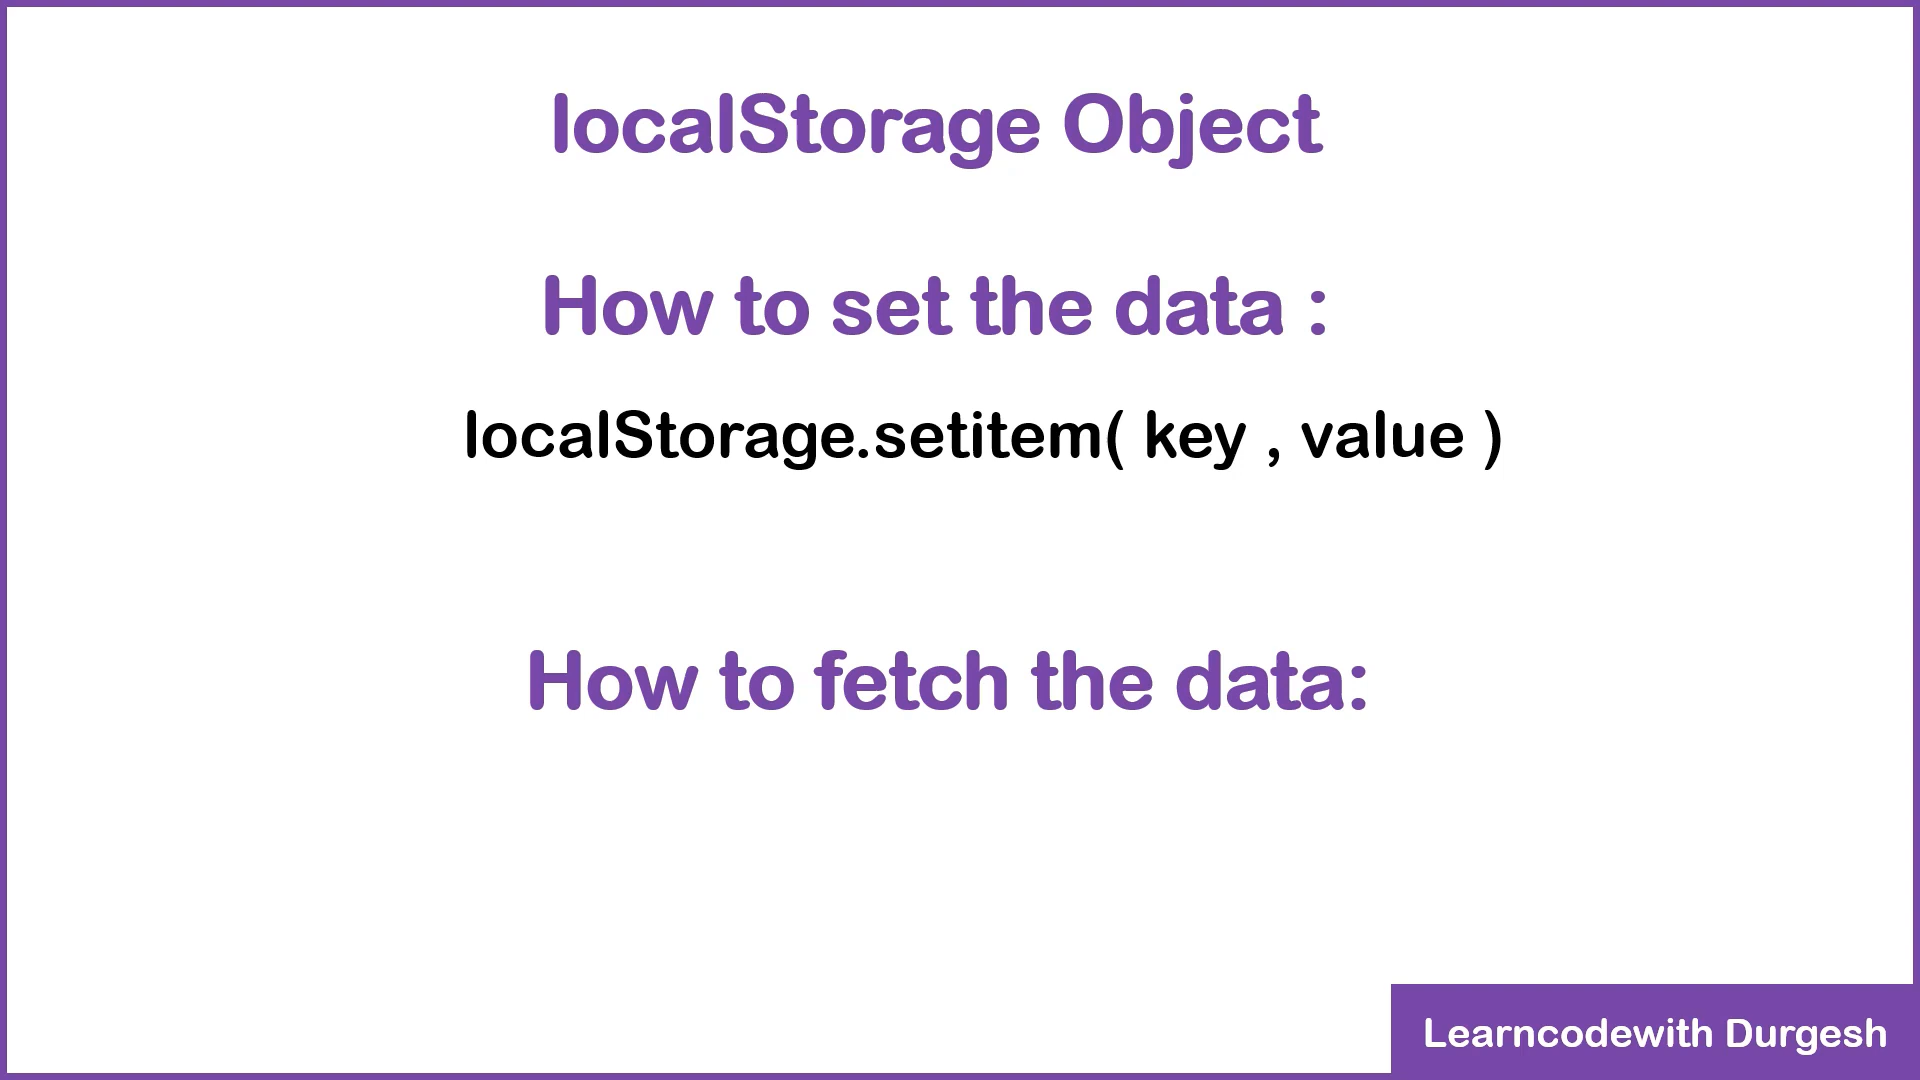 localStorage Object
How to set the data :
localStorage.setitem( key , value )
How to fetch the data:
Learncodewith Durgesh